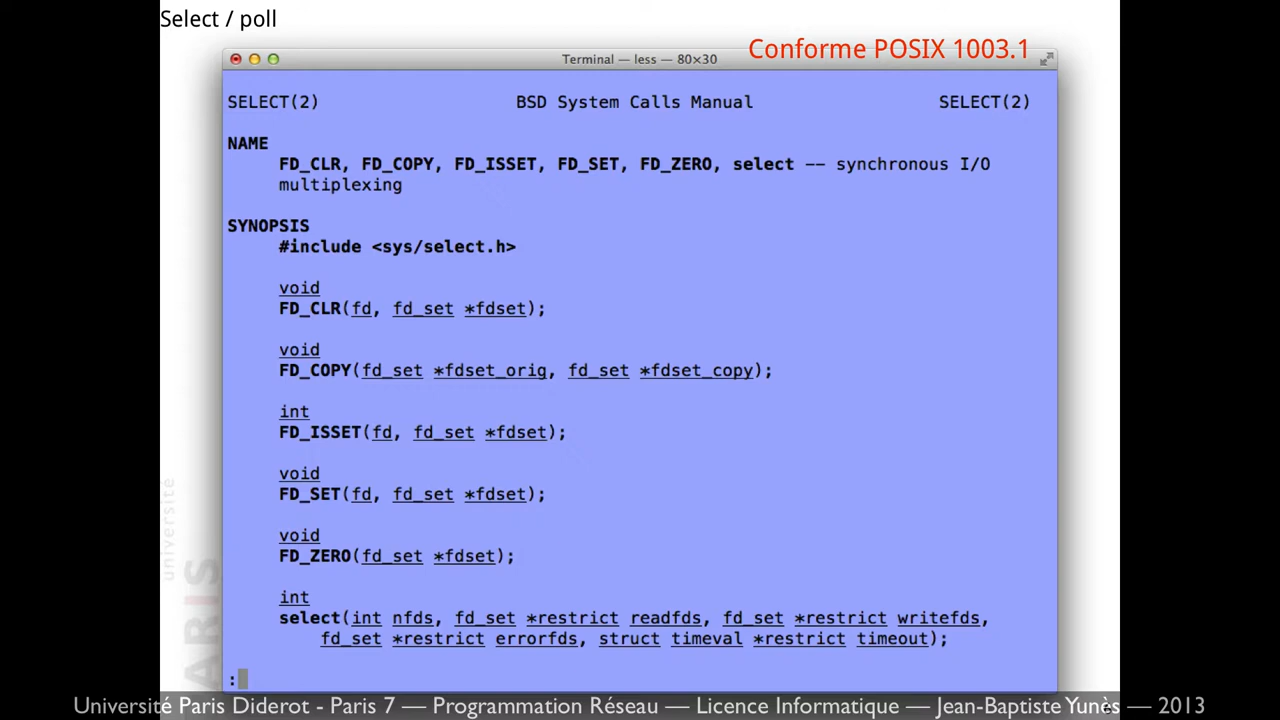 Select / poll
Conforme POSIX 1003.1
Terminal — less — 80×30
SELECT(2) BSD System Calls Manual SELECT(2)
NAME
FD_CLR, FD_COPY, FD_ISSET, FD_SET, FD_ZERO, select -- synchronous I/O
multiplexing
SYNOPSIS
#include <sys/select.h>
void
FD_CLR(fd, fd_set *fdset);
void
FD_COPY(fd_set *fdset_orig, fd_set *fdset_copy);
int
FD_ISSET(fd, fd_set *fdset);
void
FD_SET(fd, fd_set *fdset);
void
FD_ZERO(fd_set *fdset);
int
select(int nfds, fd_set *restrict readfds, fd_set *restrict writefds,
fd_set *restrict errorfds, struct timeval *restrict timeout);
:
université
ARIS
Université Paris Diderot - Paris 7 — Programmation Réseau — Licence Informatique — Jean-Baptiste Yunès — 2013